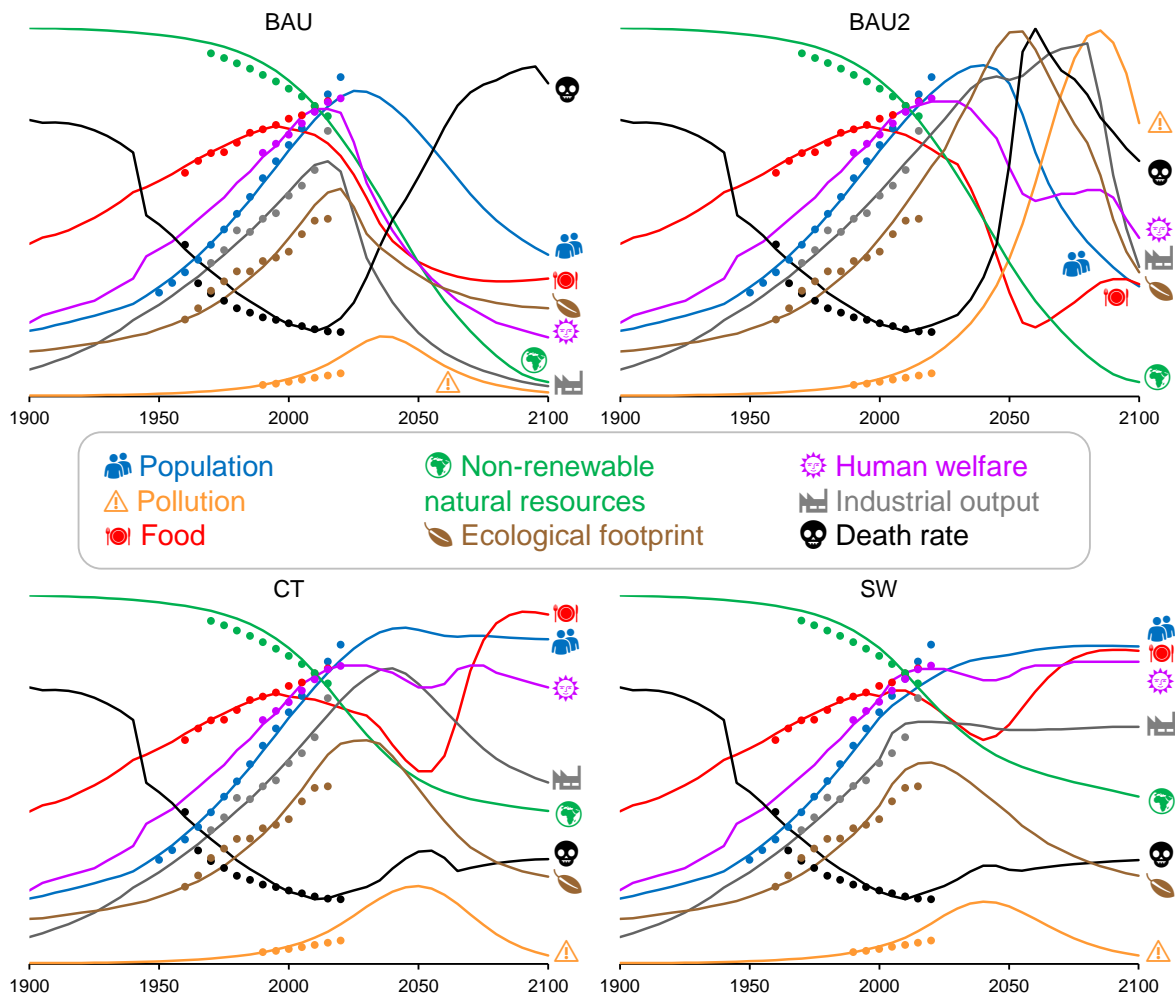 BAU
BAU2
1900 1950 2000 2050 2100
1900 1950 2000 2050 2100
Population
Non-renewable
natural resources
Human welfare
Pollution
Industrial output
Food
Ecological footprint
Death rate
CT
SW
1900 1950 2000 2050 2100
1900 1950 2000 2050 2100